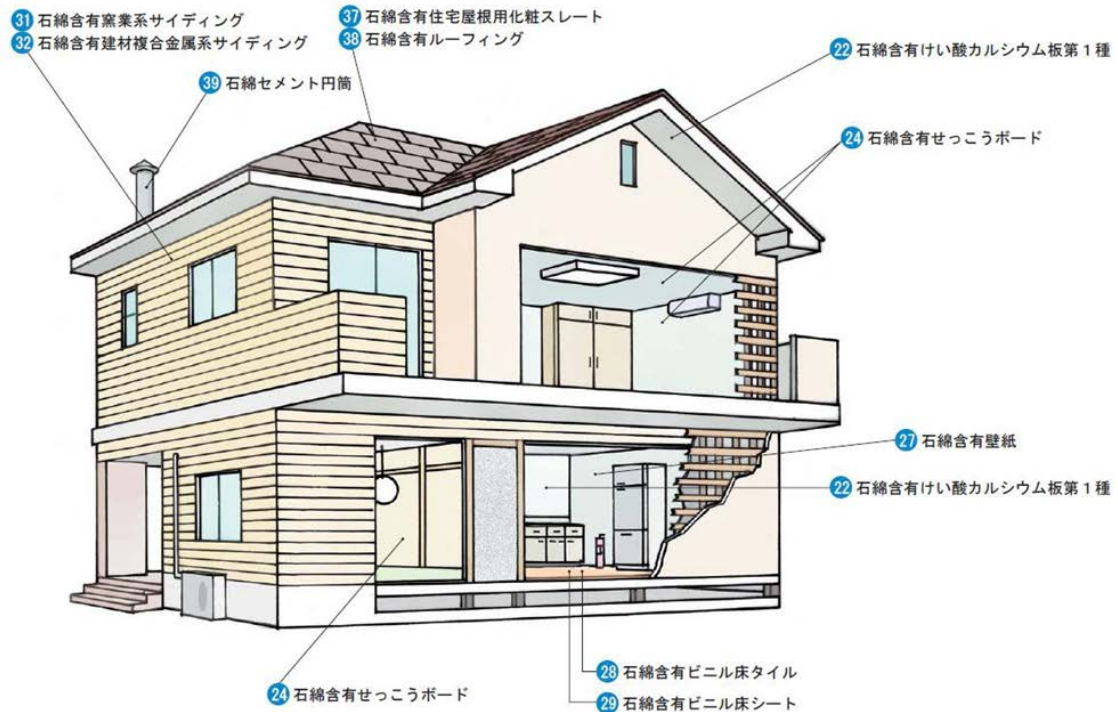 31 石綿含有窯業系サイディング
32 石綿含有建材複合金属系サイディング
39 石綿セメント円筒
37 石綿含有住宅屋根用化粧スレート
38 石綿含有ルーフィング
22 石綿含有けい酸カルシウム板第1種
24 石綿含有せっこうボード
27 石綿含有壁紙
22 石綿含有けい酸カルシウム板第1種
28 石綿含有ビニル床タイル
29 石綿含有ビニル床シート
24 石綿含有せっこうボード